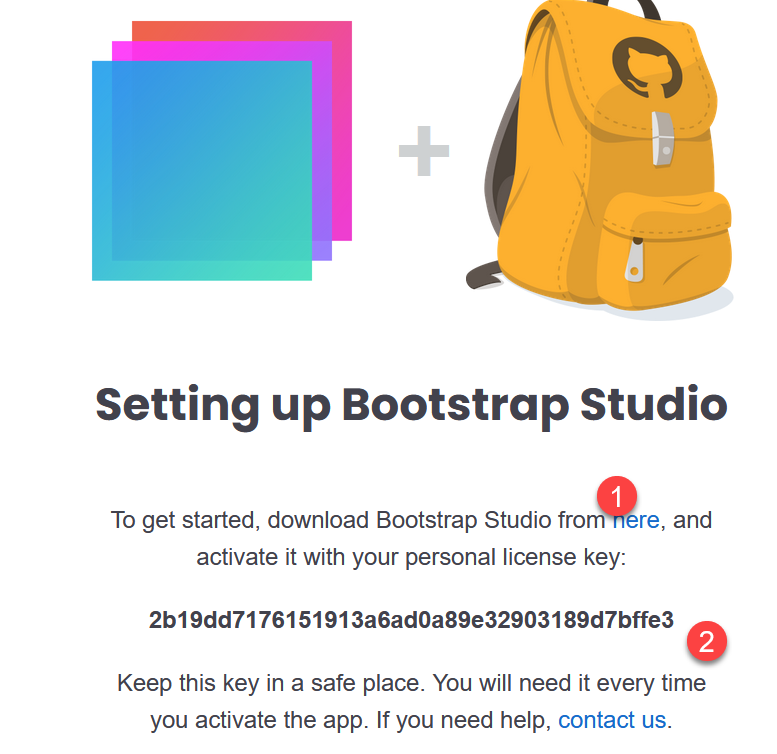 Setting up Bootstrap Studio
1
To get started, download Bootstrap Studio from here, and
activate it with your personal license key:
2b19dd7176151913a6ad0a89e32903189d7bffe3
2
Keep this key in a safe place. You will need it every time
you activate the app. If you need help, contact us.